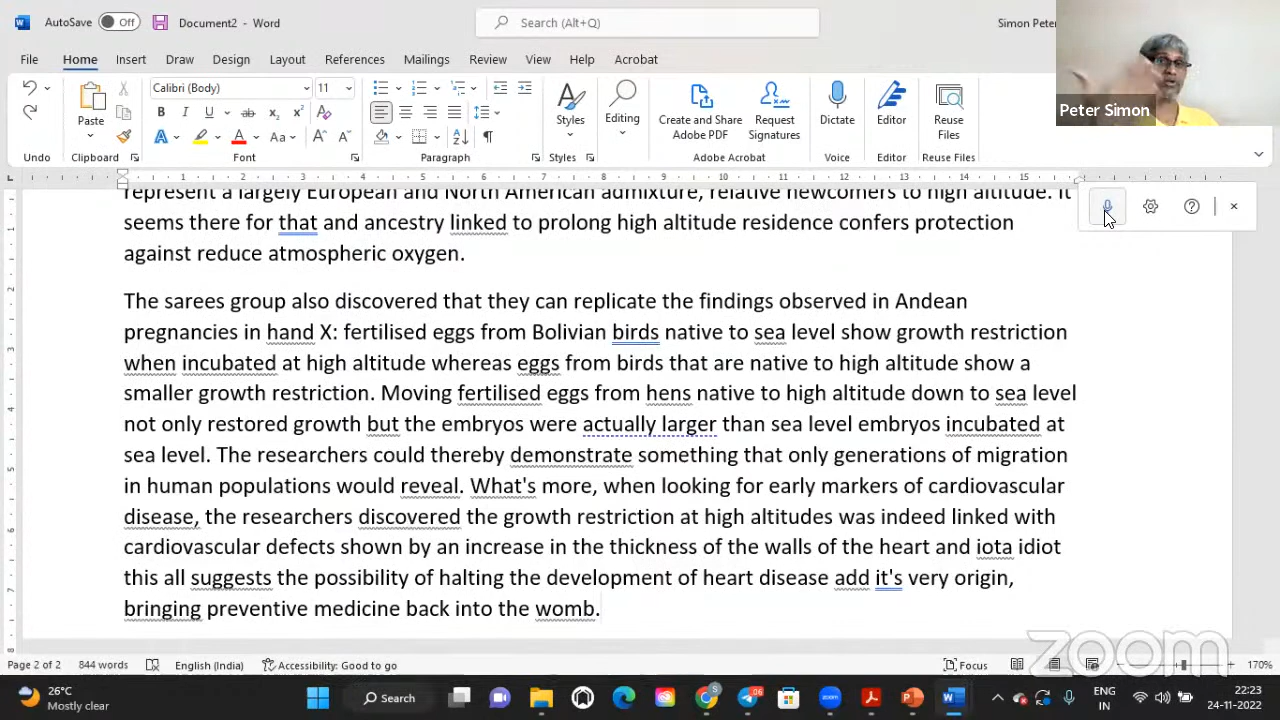 AutoSave Off Document2 - Word Search (Alt+Q) Simon Peter
File Home Insert Draw Design Layout References Mailings Review View Help Acrobat
Calibri (Body) 11
Paste
B I U ab x2 x2
A A Aa A A
Styles
Editing
Create and Share Adobe PDF
Request Signatures
Dictate
Editor
Reuse Files
Undo Clipboard Font Paragraph Styles Adobe Acrobat Voice Editor Reuse Files
Peter Simon
represent a largely European and North American admixture, relative newcomers to high altitude. It
seems there for that and ancestry linked to prolong high altitude residence confers protection
against reduce atmospheric oxygen.
The sarees group also discovered that they can replicate the findings observed in Andean
pregnancies in hand X: fertilised eggs from Bolivian birds native to sea level show growth restriction
when incubated at high altitude whereas eggs from birds that are native to high altitude show a
smaller growth restriction. Moving fertilised eggs from hens native to high altitude down to sea level
not only restored growth but the embryos were actually larger than sea level embryos incubated at
sea level. The researchers could thereby demonstrate something that only generations of migration
in human populations would reveal. What's more, when looking for early markers of cardiovascular
disease, the researchers discovered the growth restriction at high altitudes was indeed linked with
cardiovascular defects shown by an increase in the thickness of the walls of the heart and iota idiot
this all suggests the possibility of halting the development of heart disease add it's very origin,
bringing preventive medicine back into the womb.
zoom
Page 2 of 2 844 words English (India) Accessibility: Good to go Focus 170%
26°C
Mostly clear
Search
06
zoom
ENG
IN
22:23
24-11-2022